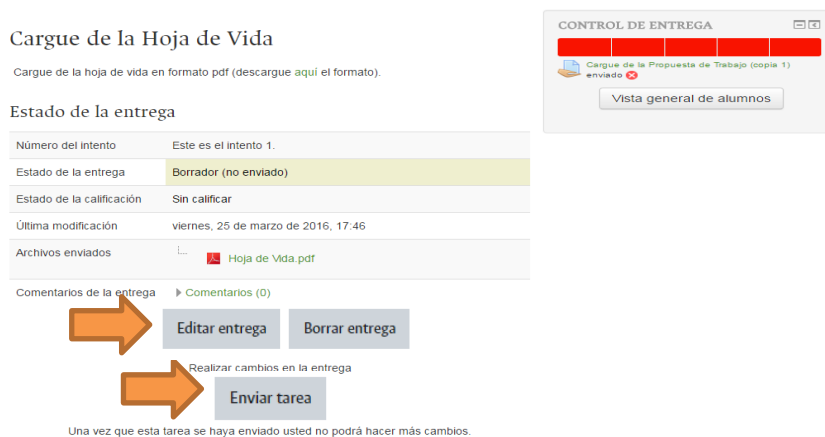 Cargue de la Hoja de Vida
Cargue de la hoja de vida en formato pdf (descargue aquí el formato).
Estado de la entrega
Número del intento Este es el intento 1.
Estado de la entrega Borrador (no enviado)
Estado de la calificación Sin calificar
Última modificación viernes, 25 de marzo de 2016, 17:46
Archivos enviados Hoja de Vida.pdf
Comentarios de la entrega Comentarios (0)
Editar entrega Borrar entrega
Realizar cambios en la entrega
Enviar tarea
Una vez que esta tarea se haya enviado usted no podrá hacer más cambios.
CONTROL DE ENTREGA
Cargue de la Propuesta de Trabajo (copia 1)
enviado
Vista general de alumnos